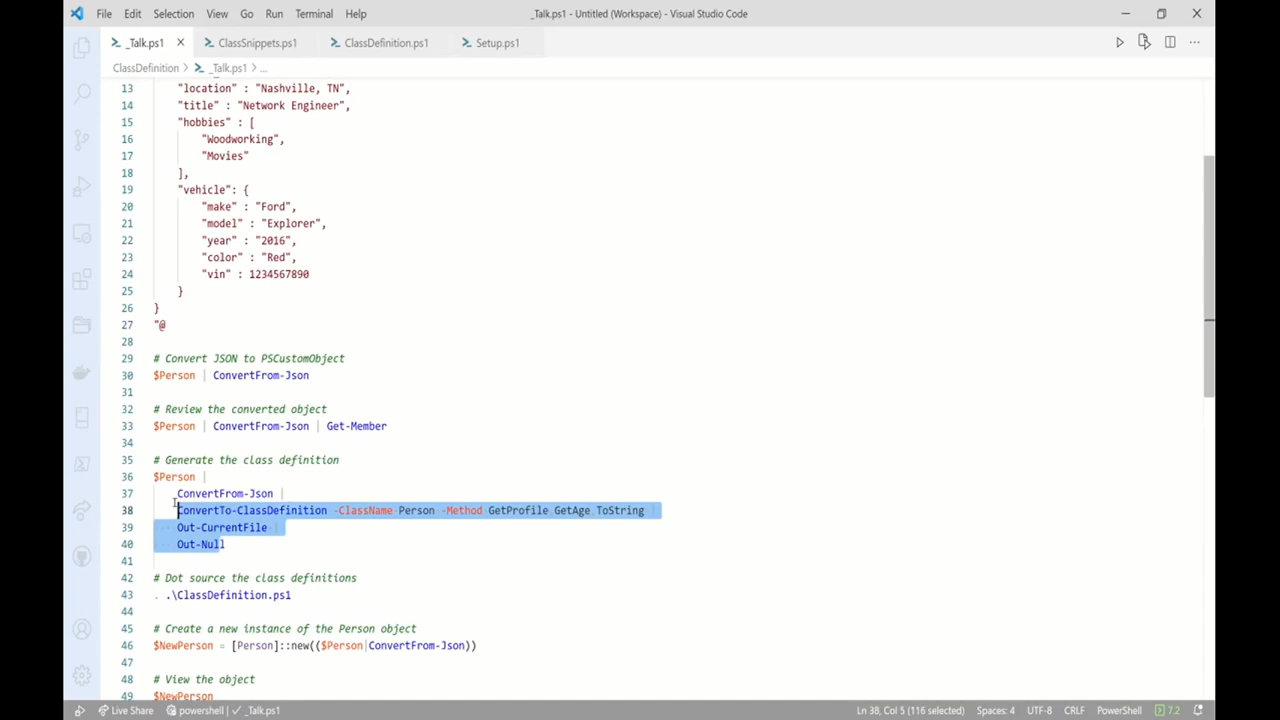 File Edit Selection View Go Run Terminal Help
_Talk.ps1 - Untitled (Workspace) - Visual Studio Code
_Talk.ps1 ClassSnippets.ps1 ClassDefinition.ps1 Setup.ps1
ClassDefinition > _Talk.ps1 > ...
13 "location" : "Nashville, TN",
14 "title" : "Network Engineer",
15 "hobbies" : [
16 "Woodworking",
17 "Movies"
18 ],
19 "vehicle": {
20 "make" : "Ford",
21 "model" : "Explorer",
22 "year" : "2016",
23 "color" : "Red",
24 "vin" : 1234567890
25 }
26 }
27 "@
28
29 # Convert JSON to PSCustomObject
30 $Person | ConvertFrom-Json
31
32 # Review the converted object
33 $Person | ConvertFrom-Json | Get-Member
34
35 # Generate the class definition
36 $Person |
37 ConvertFrom-Json |
38 ConvertTo-ClassDefinition -ClassName Person -Method GetProfile GetAge ToString |
39 Out-CurrentFile |
40 Out-Null
41
42 # Dot source the class definitions
43 . .\ClassDefinition.ps1
44
45 # Create a new instance of the Person object
46 $NewPerson = [Person]::new(($Person|ConvertFrom-Json))
47
48 # View the object
49 $NewPerson
Live Share powershell | ✓ _Talk.ps1 Ln 38, Col 5 (116 selected) Spaces: 4 UTF-8 CRLF PowerShell 7.2